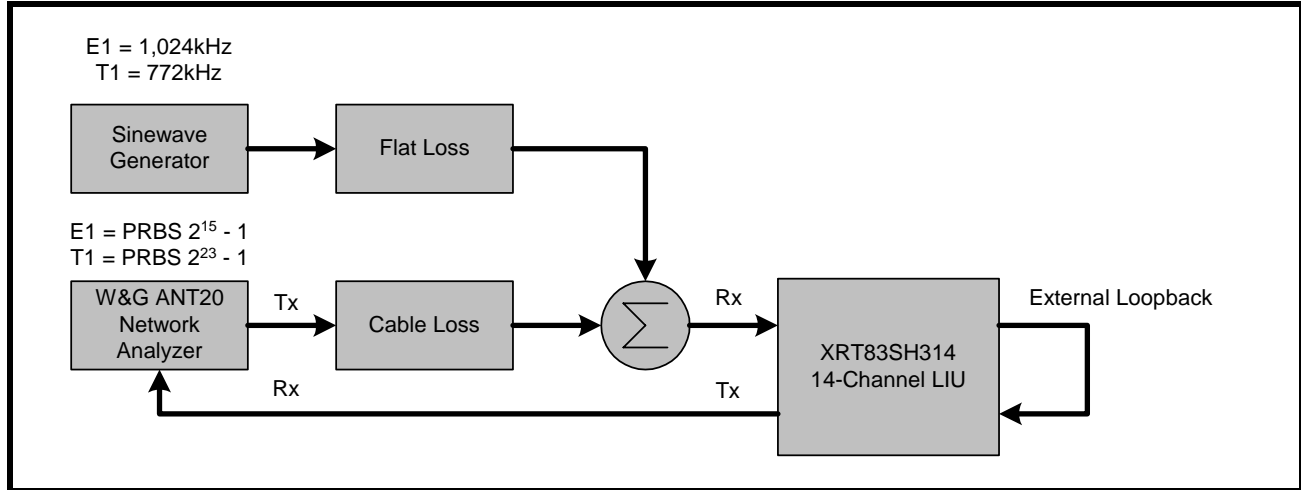 E1 = 1,024kHz
T1 = 772kHz
Sinewave
Generator
Flat Loss
E1 = PRBS 2¹⁵ - 1
T1 = PRBS 2²³ - 1
W&G ANT20
Network
Analyzer
Tx
Cable Loss
Σ
Rx
External Loopback
XRT83SH314
14-Channel LIU
Rx
Tx